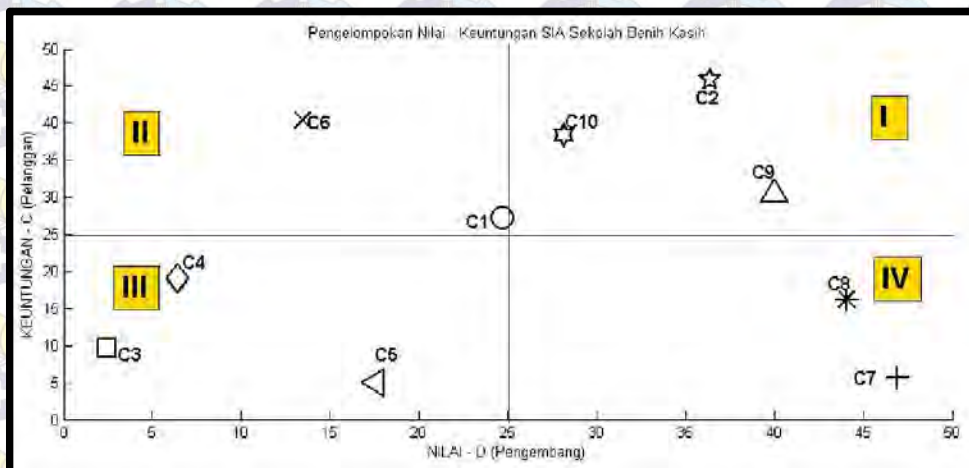 Pengelompokan Nilai - Keuntungan SIA Sekolah Benih Kasih
KEUNTUNGAN - C (Pelanggan)
50
45
40
35
30
25
20
15
10
5
0
II
I
III
IV
C6
C10
C2
C9
C1
C4
C8
C3
C5
C7
0 5 10 15 20 25 30 35 40 45 50
NILAI - D (Pengembang)